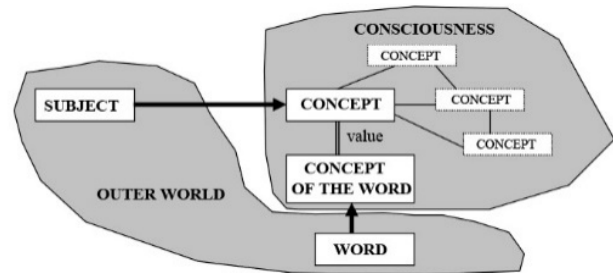 CONSCIOUSNESS
CONCEPT
SUBJECT
CONCEPT
CONCEPT
value
CONCEPT
CONCEPT
OF THE WORD
OUTER WORLD
WORD